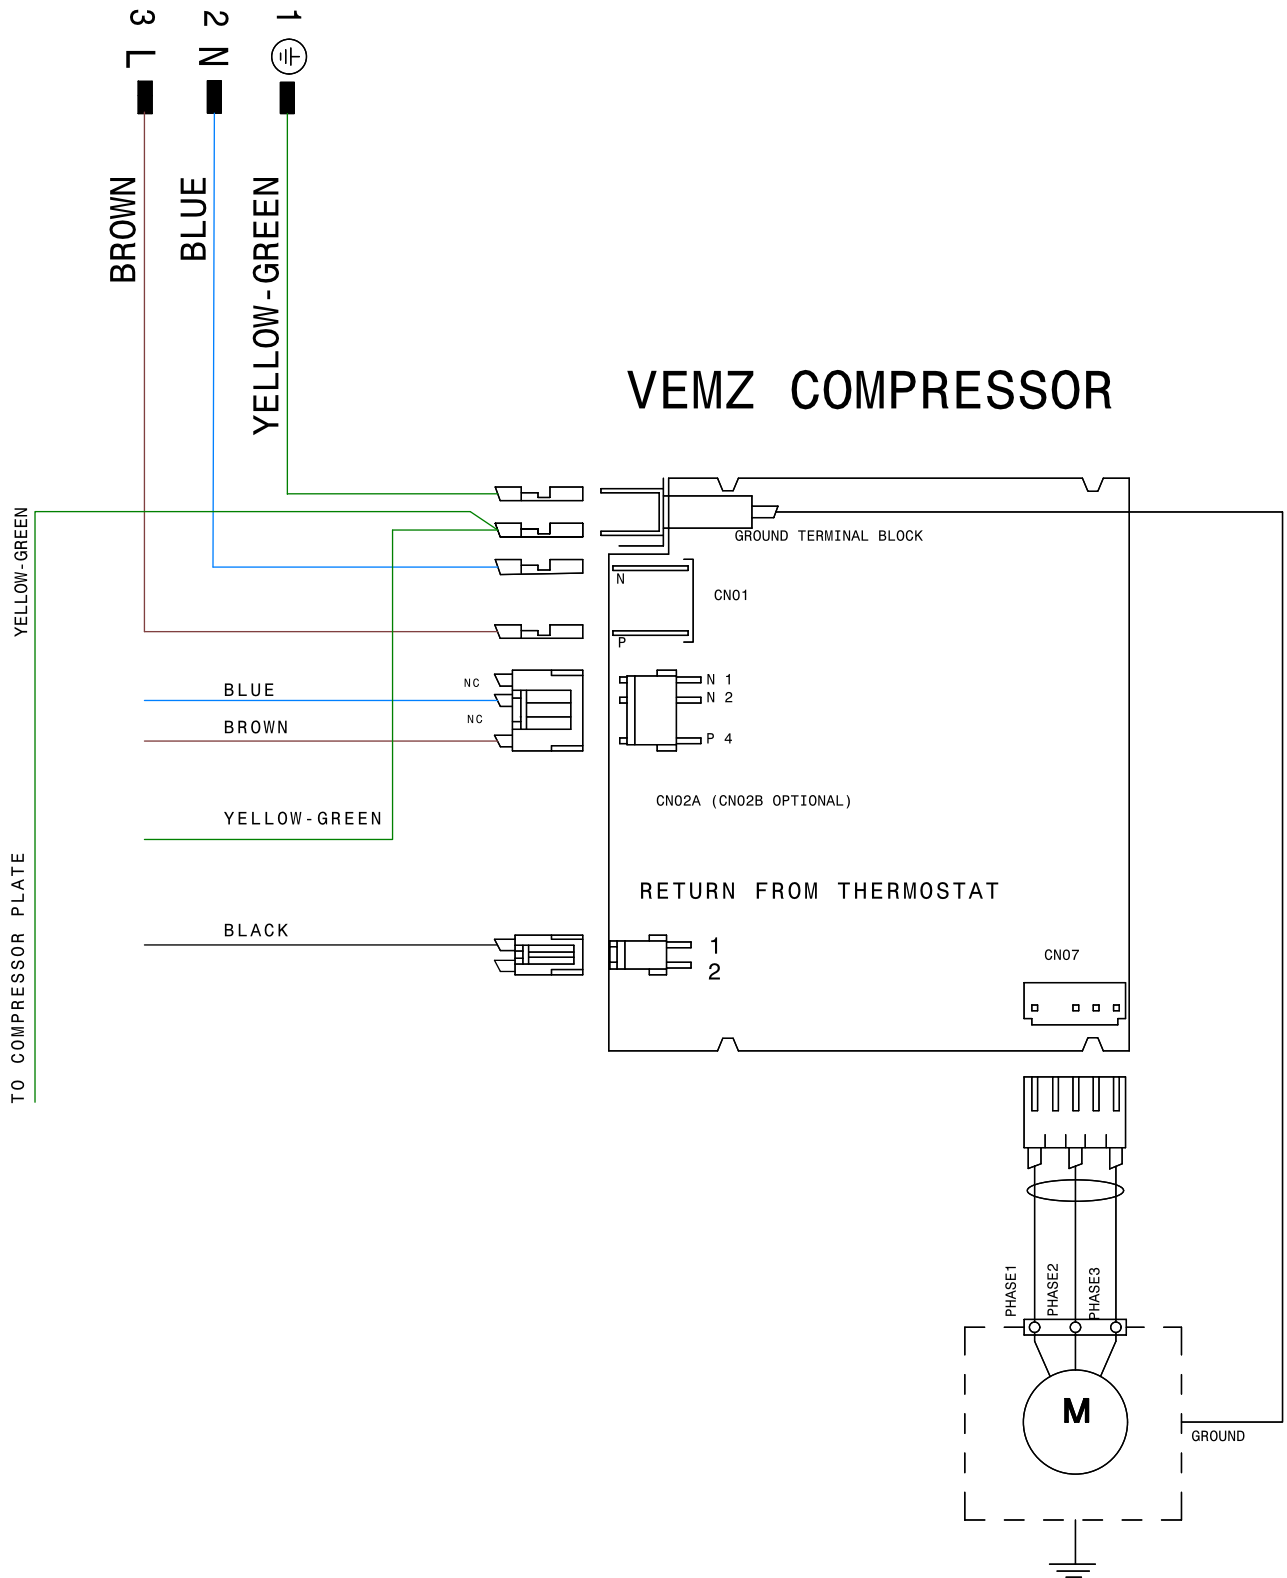 3 L
2 N
1
BROWN
BLUE
YELLOW-GREEN
VEMZ COMPRESSOR
YELLOW-GREEN
GROUND TERMINAL BLOCK
N
CN01
P
NC
N 1
BLUE
N 2
NC
BROWN
P 4
CN02A (CN02B OPTIONAL)
YELLOW-GREEN
TO COMPRESSOR PLATE
RETURN FROM THERMOSTAT
BLACK
1
2
CN07
PHASE1
PHASE2
PHASE3
M
GROUND